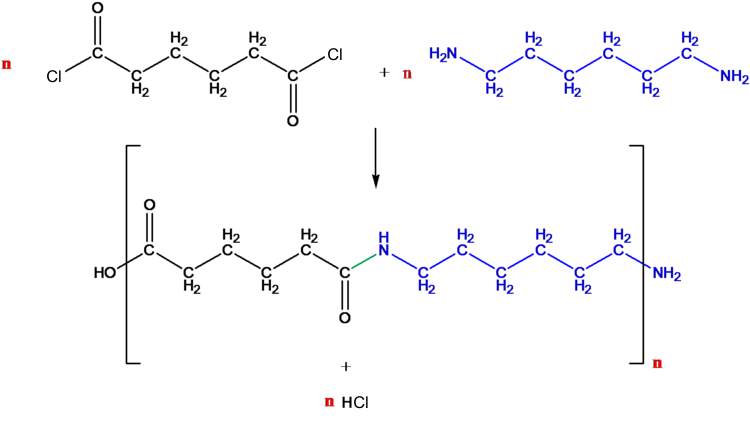 O H2 H2 H2 H2 H2
n Cl C C C Cl + n H2N C C C
C C C C C C NH2
H2 H2 O H2 H2 H2
O H2 H2 H N H2 H2 H2
C C C C C C
HO C C C C C C NH2
H2 H2 O H2 H2 H2
n
+
n HCl